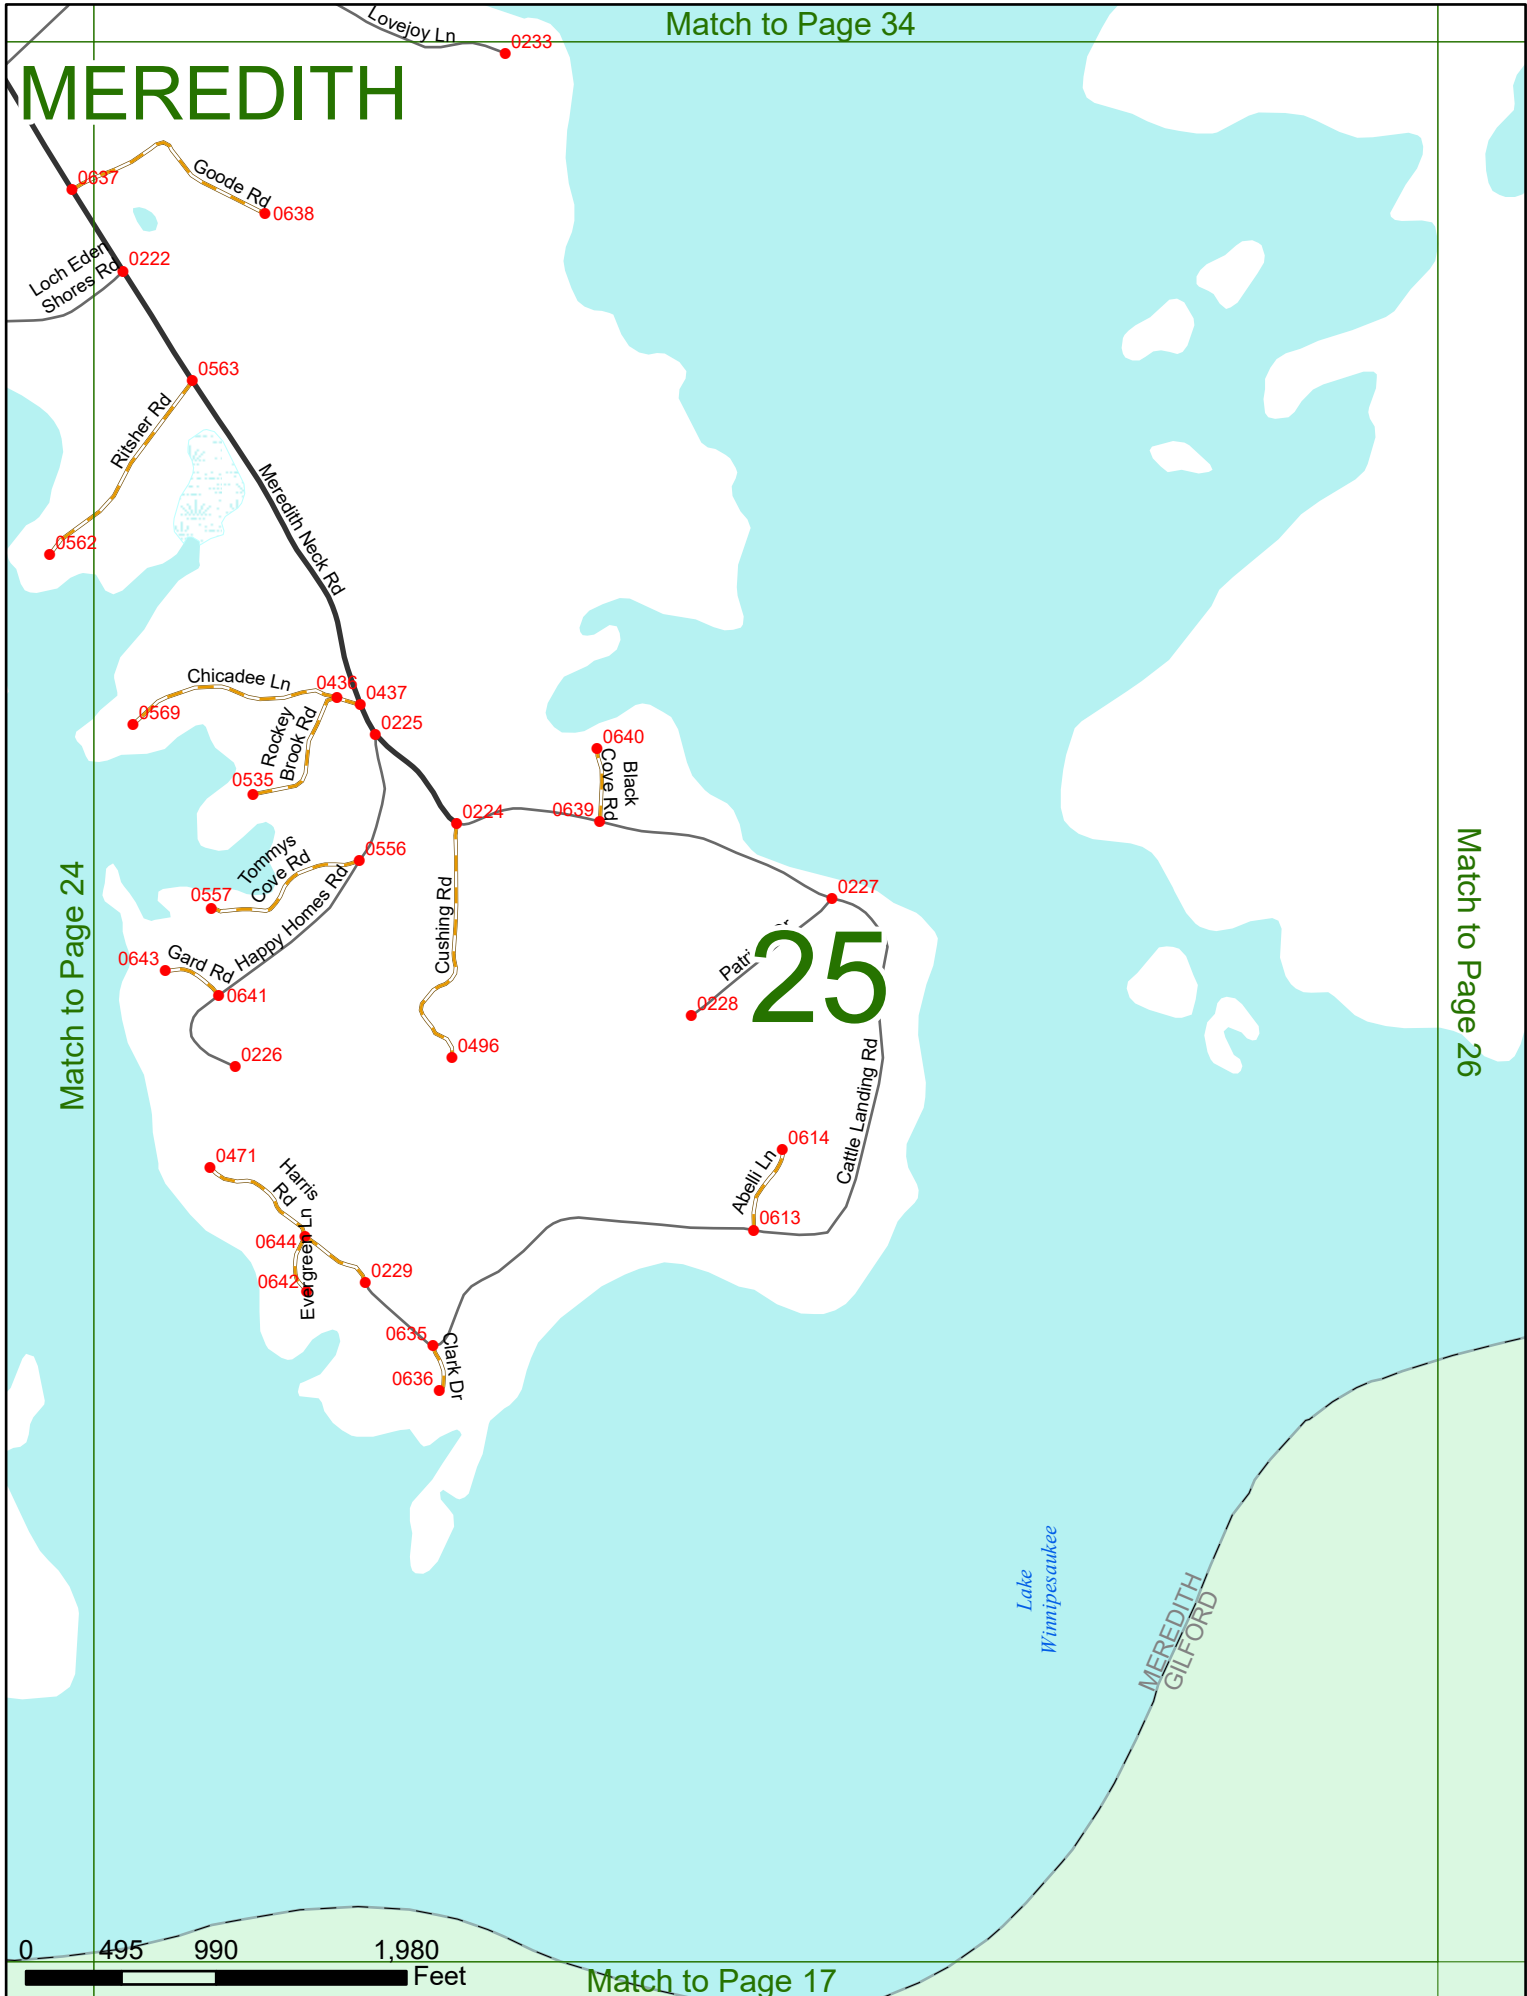 Match to Page 34
Lovejoy Ln
0233
MEREDITH
0637
Goode Rd
0638
Loch Eden
Shores Rd
0222
0563
Ritsher Rd
Meredith Neck Rd
0562
Chicadee Ln
0436
0437
0569
Rockey
Brook Rd
0225
0640
Black
Cove Rd
0535
0224
0639
Tommys
Cove Rd
0556
0557
Happy Homes Rd
Cushing Rd
0227
Match to Page 24
Match to Page 26
0643
Gard Rd
0641
25
0228
0226
0496
Cattle Landing Rd
0614
Abelli Ln
0613
0471
Harris
Rd
0644
Evergreen Ln
0642
0229
0635
Clark Dr
0636
Lake
Winnipesaukee
MEREDITH
GILFORD
0 495 990 1,980
Feet
Match to Page 17